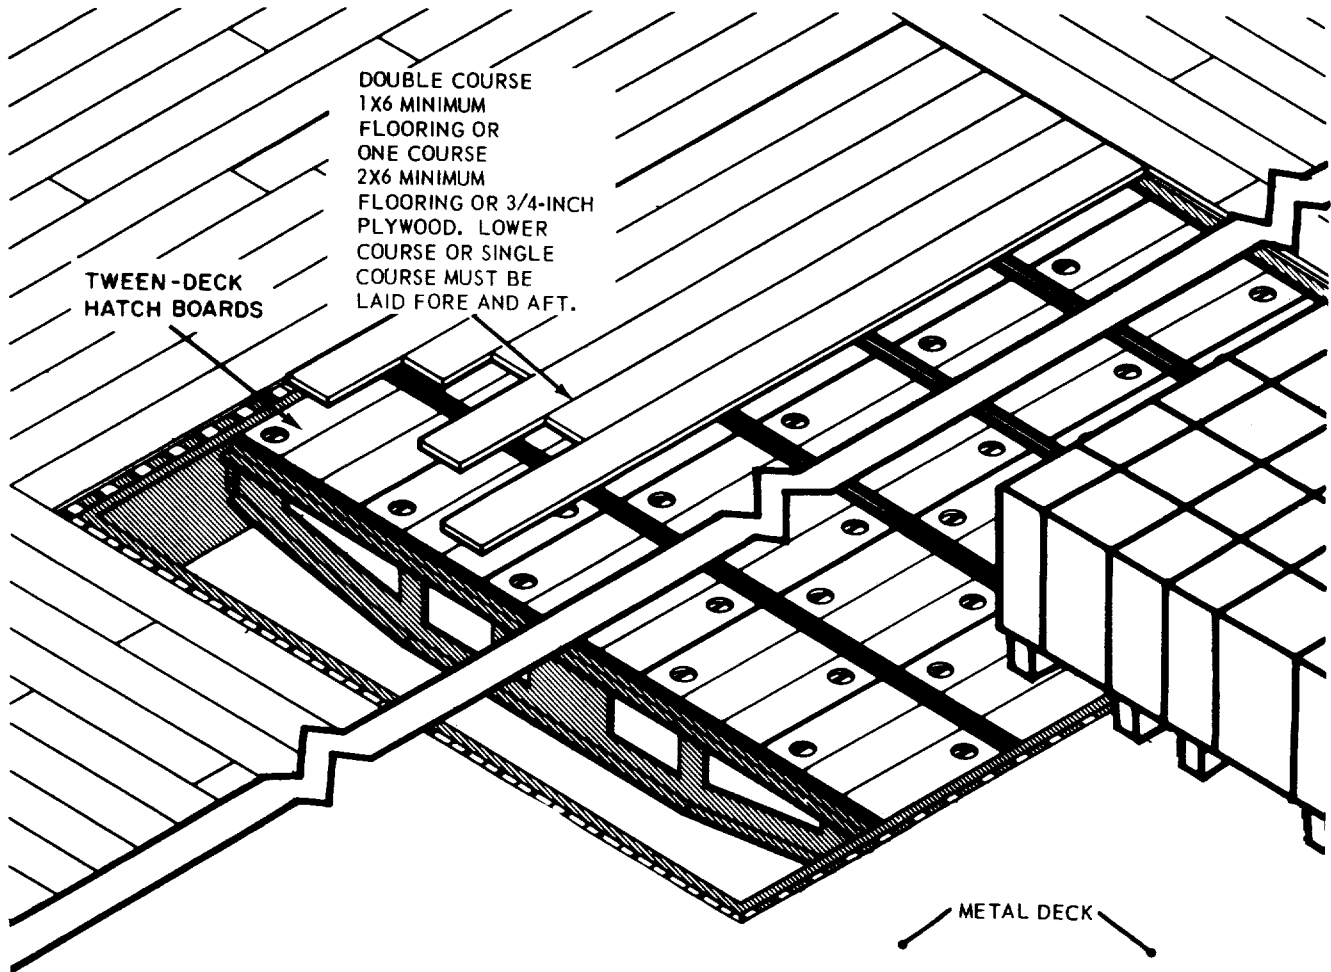 DOUBLE COURSE
1X6 MINIMUM
FLOORING OR
ONE COURSE
2X6 MINIMUM
FLOORING OR 3/4-INCH
PLYWOOD. LOWER
COURSE OR SINGLE
COURSE MUST BE
LAID FORE AND AFT.
TWEEN-DECK
HATCH BOARDS
METAL DECK